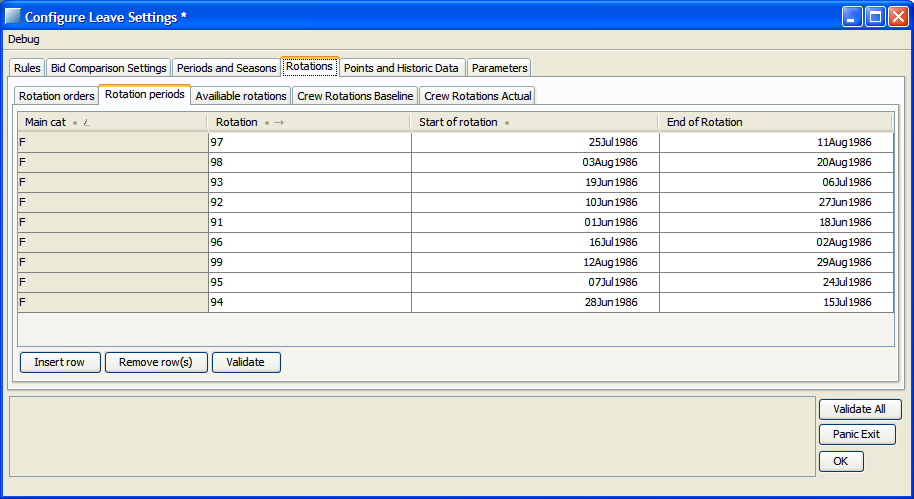 Configure Leave Settings *
Debug
Rules Bid Comparison Settings Periods and Seasons Rotations Points and Historic Data Parameters
Rotation orders Rotation periods Availiable rotations Crew Rotations Baseline Crew Rotations Actual
Main cat Rotation Start of rotation End of Rotation
F 97 25Jul1986 11Aug1986
F 98 03Aug1986 20Aug1986
F 93 19Jun1986 06Jul1986
F 92 10Jun1986 27Jun1986
F 91 01Jun1986 18Jun1986
F 96 16Jul1986 02Aug1986
F 99 12Aug1986 29Aug1986
F 95 07Jul1986 24Jul1986
F 94 28Jun1986 15Jul1986
Insert row Remove row(s) Validate
Validate All
Panic Exit
OK